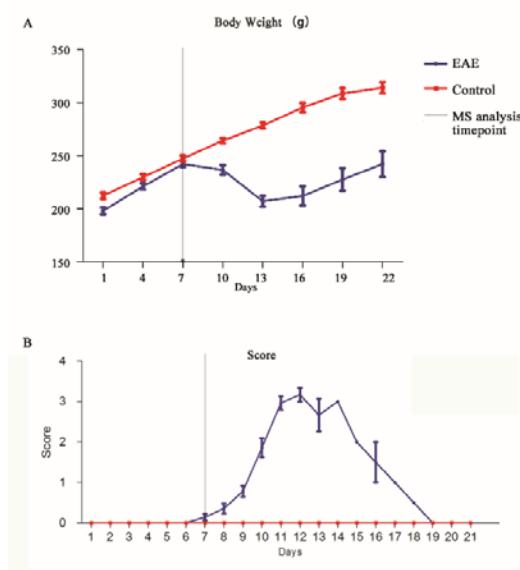 A
Body Weight (g)
350
300
250
200
150
1 4 7 10 13 16 19 22
Days
EAE
Control
MS analysis
timepoint
B
Score
4
3
2
1
0
Score
1 2 3 4 5 6 7 8 9 10 11 12 13 14 15 16 17 18 19 20 21
Days